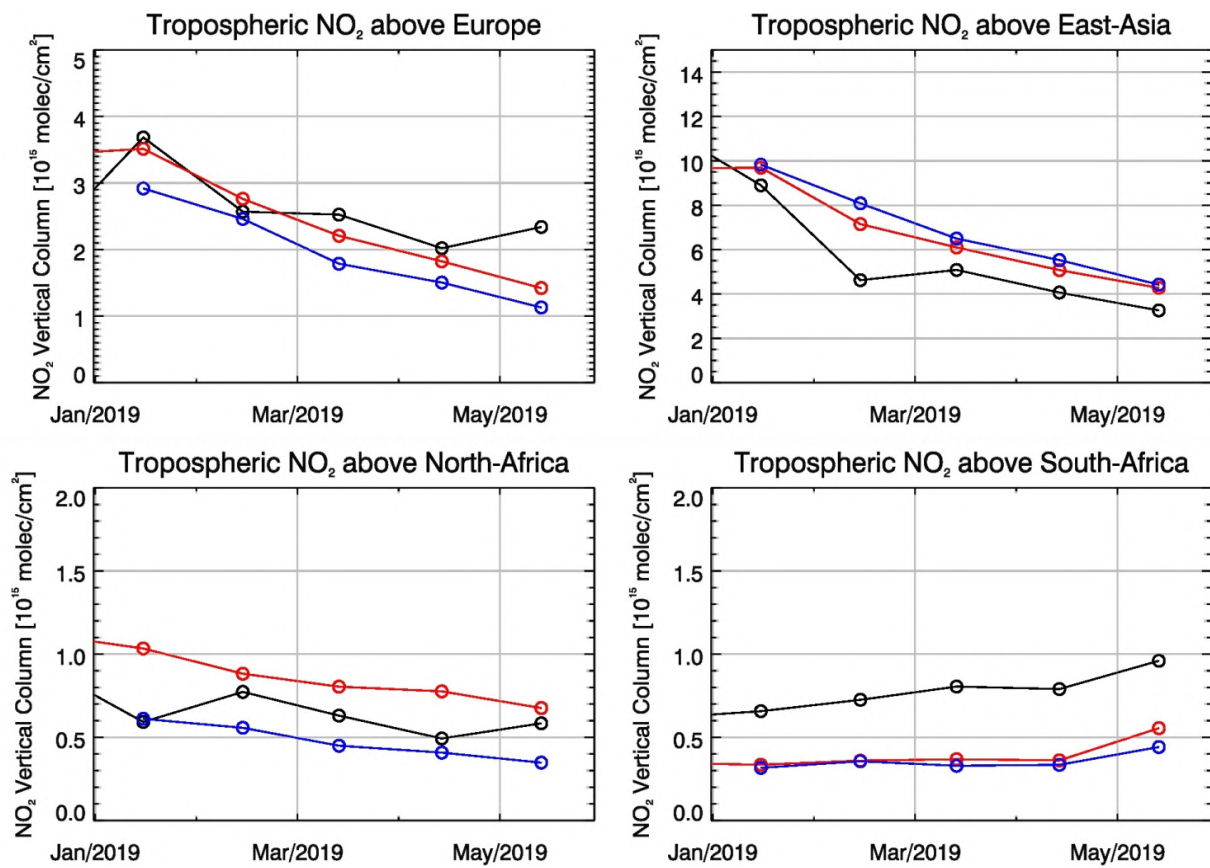 Tropospheric NO₂ above Europe
NO₂ Vertical Column [10¹⁵ molec/cm²]
5
4
3
2
1
0
Jan/2019 Mar/2019 May/2019
Tropospheric NO₂ above East-Asia
NO₂ Vertical Column [10¹⁵ molec/cm²]
14
12
10
8
6
4
2
0
Jan/2019 Mar/2019 May/2019
Tropospheric NO₂ above North-Africa
NO₂ Vertical Column [10¹⁵ molec/cm²]
2.0
1.5
1.0
0.5
0.0
Jan/2019 Mar/2019 May/2019
Tropospheric NO₂ above South-Africa
NO₂ Vertical Column [10¹⁵ molec/cm²]
2.0
1.5
1.0
0.5
0.0
Jan/2019 Mar/2019 May/2019